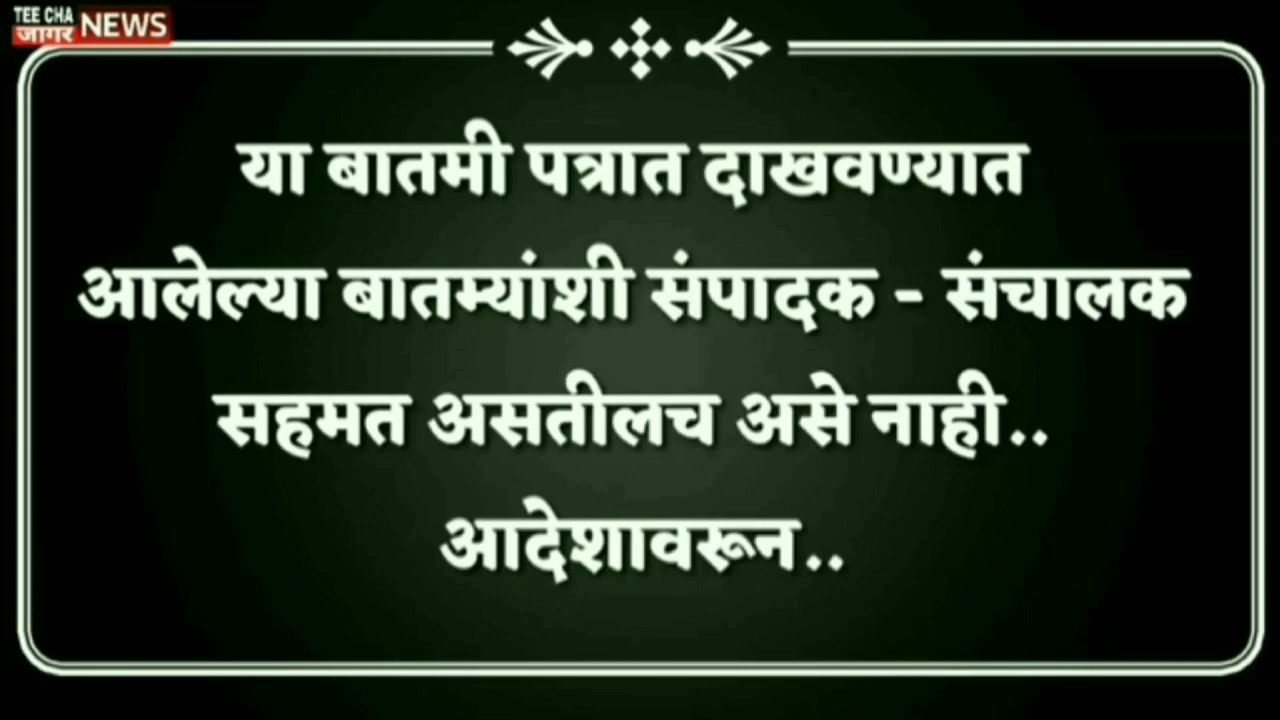 TEE CHA
जागर NEWS
या बातमी पत्रात दाखवण्यात
आलेल्या बातम्यांशी संपादक - संचालक
सहमत असतीलच असे नाही..
आदेशावरून..